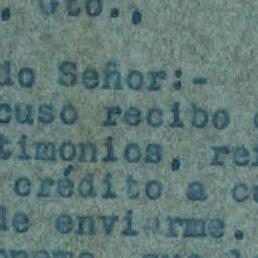 . Gto.,
do Señor:-
cuso recibo
timonios, re
crédito a c
de enviarme.